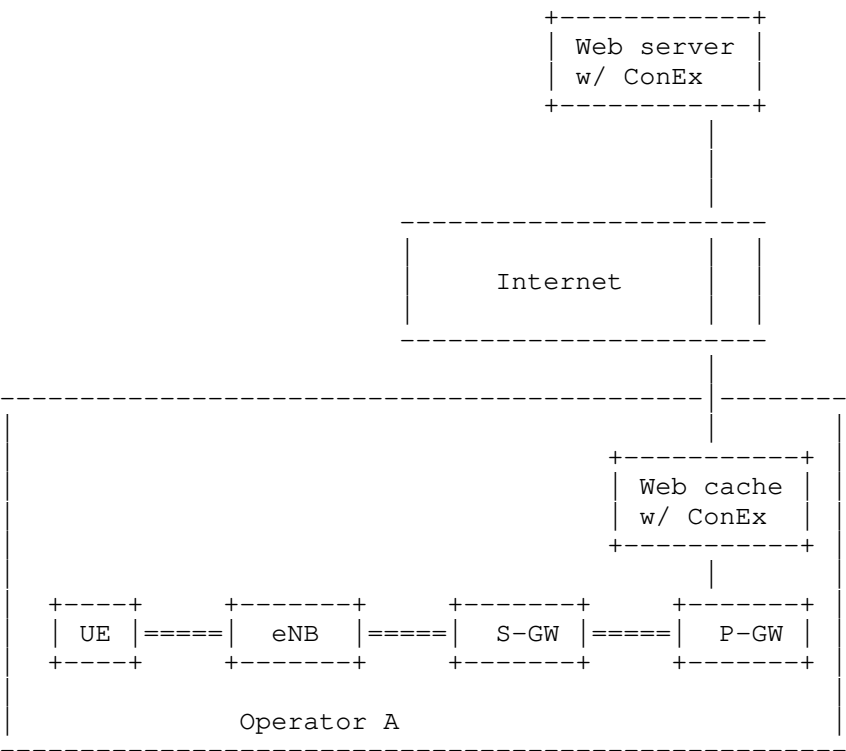 Web server
w/ ConEx
Internet
Web cache
w/ ConEx
UE eNB S-GW P-GW
Operator A